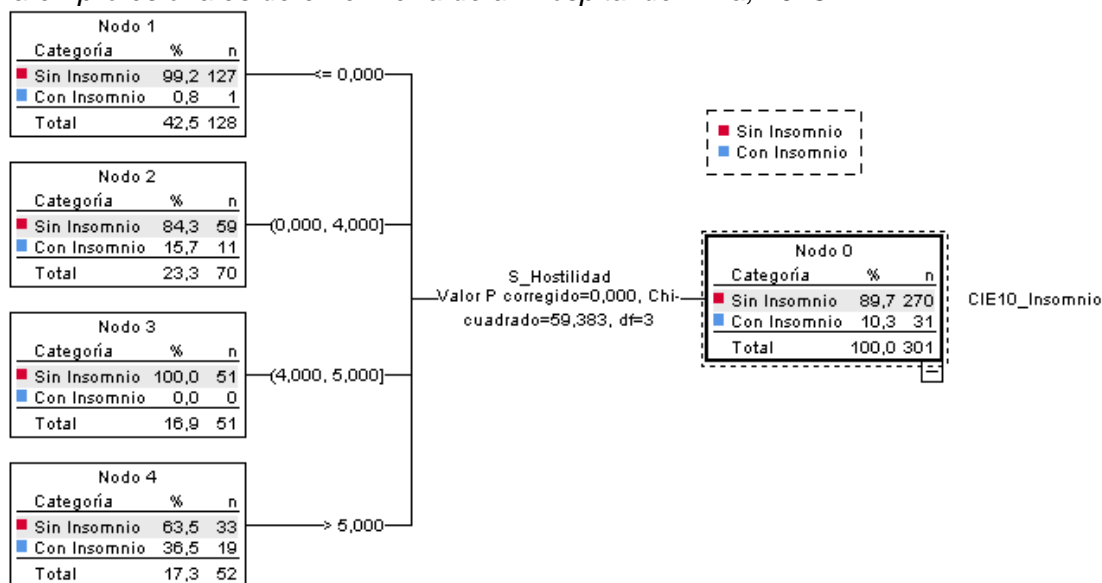 Nodo 1
Categoría % n
Sin Insomnio 99,2 127
Con Insomnio 0,8 1
Total 42,5 128
<= 0,000
Nodo 2
Categoría % n
Sin Insomnio 84,3 59
Con Insomnio 15,7 11
Total 23,3 70
(0,000, 4,000]
Nodo 3
Categoría % n
Sin Insomnio 100,0 51
Con Insomnio 0,0 0
Total 16,9 51
(4,000, 5,000]
Nodo 4
Categoría % n
Sin Insomnio 63,5 33
Con Insomnio 36,5 19
Total 17,3 52
> 5,000
S_Hostilidad
Valor P corregido=0,000, Chi-
cuadrado=59,383, df=3
Sin Insomnio
Con Insomnio
Nodo 0
Categoría % n
Sin Insomnio 89,7 270
Con Insomnio 10,3 31
Total 100,0 301
CIE10_Insomnio